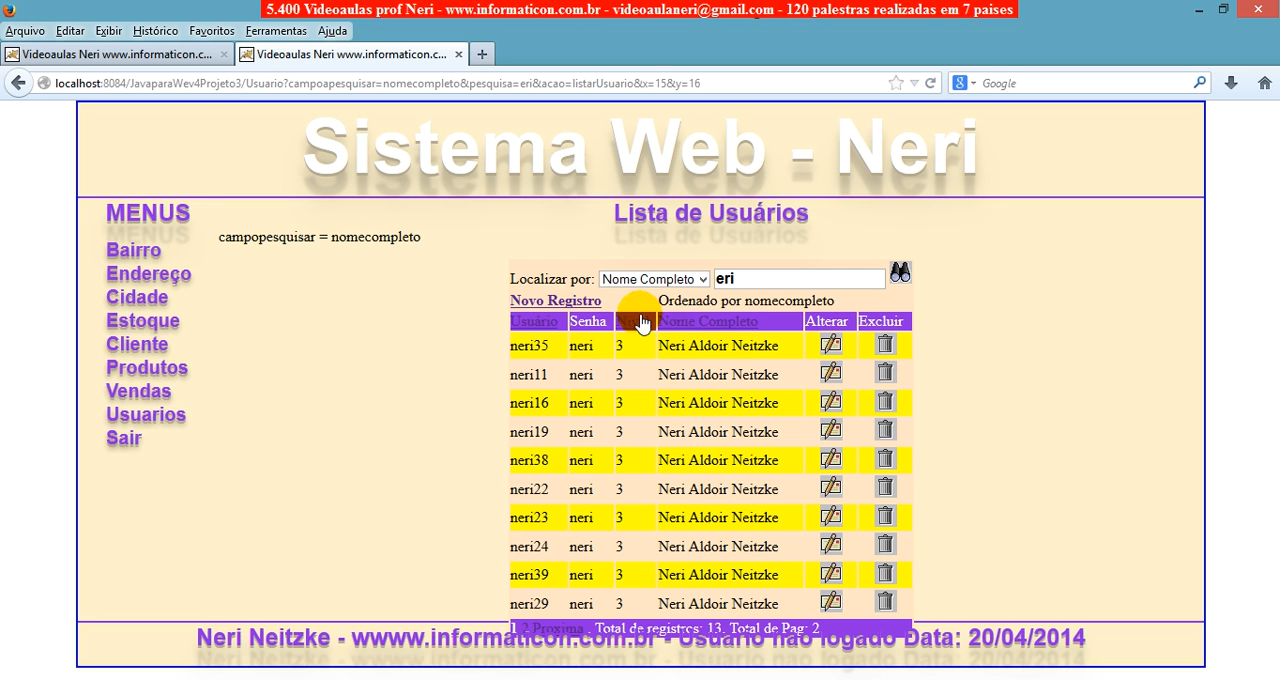 5.400 Videoaulas prof Neri - www.informaticon.com.br - videoaulaneri@gmail.com - 120 palestras realizadas em 7 paises
Arquivo Editar Exibir Histórico Favoritos Ferramentas Ajuda
Videoaulas Neri www.informaticon.c... Videoaulas Neri www.informaticon.c...
localhost:8084/JavaparaWev4Projeto3/Usuario?campoapesquisar=nomecompleto&pesquisa=eri&acao=listarUsuario&x=15&y=16 Google
Sistema Web - Neri
MENUS
Bairro
Endereço
Cidade
Estoque
Cliente
Produtos
Vendas
Usuarios
Sair
Lista de Usuários
campopesquisar = nomecompleto
Localizar por: Nome Completo eri
Novo Registro Ordenado por nomecompleto
Usuário Senha Nome Completo Alterar Excluir
neri35 neri 3 Neri Aldoir Neitzke
neri11 neri 3 Neri Aldoir Neitzke
neri16 neri 3 Neri Aldoir Neitzke
neri19 neri 3 Neri Aldoir Neitzke
neri38 neri 3 Neri Aldoir Neitzke
neri22 neri 3 Neri Aldoir Neitzke
neri23 neri 3 Neri Aldoir Neitzke
neri24 neri 3 Neri Aldoir Neitzke
neri39 neri 3 Neri Aldoir Neitzke
neri29 neri 3 Neri Aldoir Neitzke
1 2 Proxima . Total de registros: 13. Total de Pag: 2
Neri Neitzke - wwww.informaticon.com.br - Usuário não logado Data: 20/04/2014